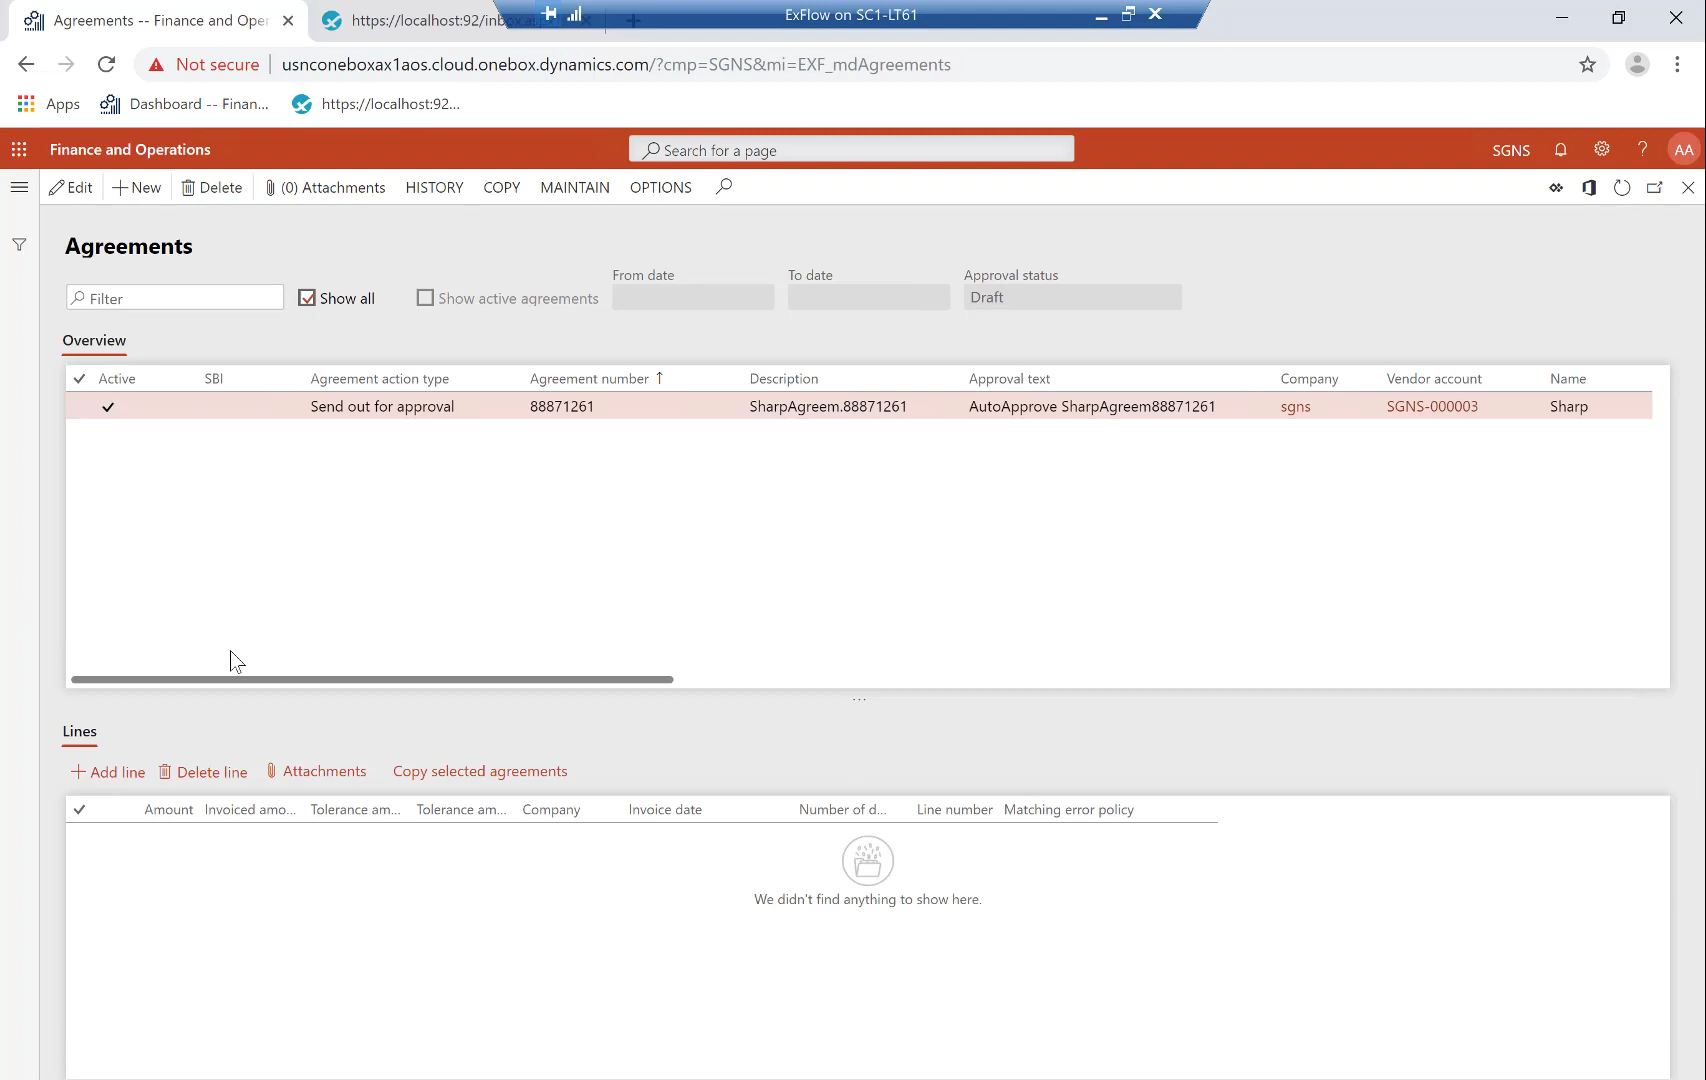 Agreements -- Finance and Oper
https://localhost:92/inbox.
ExFlow on SC1-LT61
Not secure
usnconeboxax1aos.cloud.onebox.dynamics.com/?cmp=SGNS&mi=EXF_mdAgreements
Apps
Dashboard -- Finan...
https://localhost:92...
Finance and Operations
Search for a page
SGNS
?
AA
Edit
New
Delete
(0) Attachments
HISTORY
COPY
MAINTAIN
OPTIONS
Agreements
Filter
Show all
Show active agreements
From date
To date
Approval status
Draft
Overview
Active SBI Agreement action type Agreement number ↑ Description Approval text Company Vendor account Name
Send out for approval 88871261 SharpAgreem.88871261 AutoApprove SharpAgreem88871261 sgns SGNS-000003 Sharp
...
Lines
Add line
Delete line
Attachments
Copy selected agreements
Amount Invoiced amo... Tolerance am... Tolerance am... Company Invoice date Number of d... Line number Matching error policy
We didn't find anything to show here.